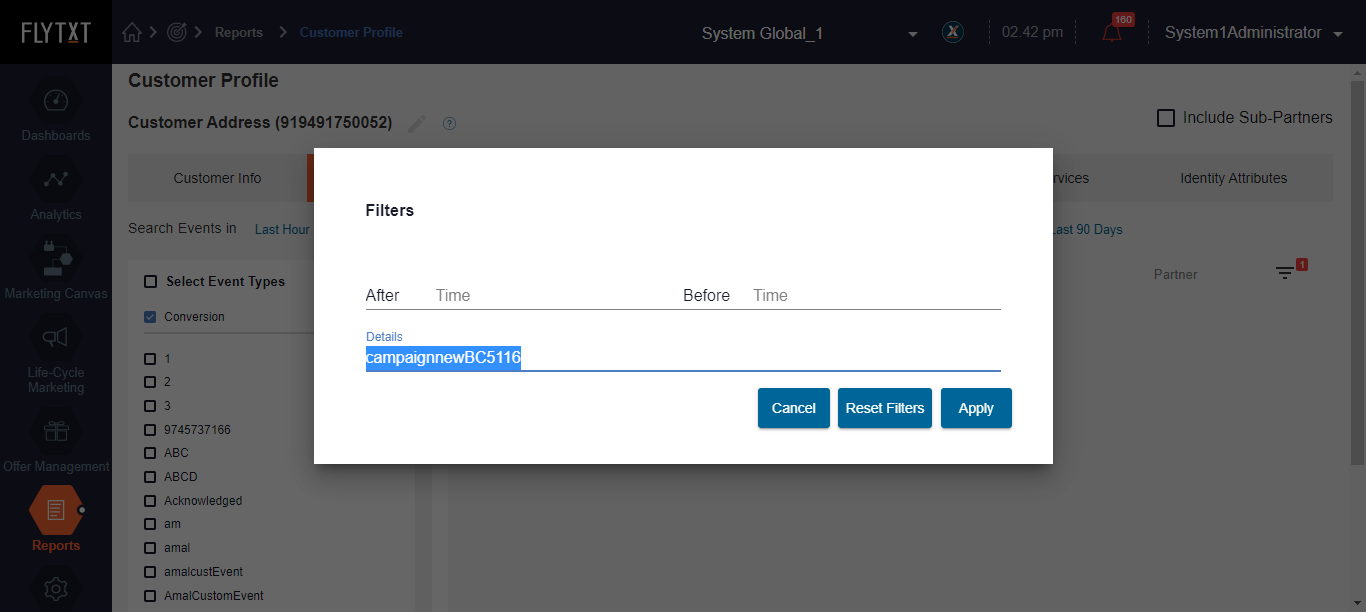 FLYTXT
Reports
Customer Profile
System Global_1
02.42 pm
160
System1Administrator
Customer Profile
Customer Address (919491750052)
?
Include Sub-Partners
Dashboards
Analytics
Marketing Canvas
Life-Cycle
Marketing
Offer Management
Reports
Customer Info
rvices
Identity Attributes
Search Events in
Last Hour
Last 90 Days
Select Event Types
Conversion
1
2
3
9745737166
ABC
ABCD
Acknowledged
am
amal
amalcustEvent
AmalCustomEvent
Partner
1
Filters
After
Time
Before
Time
Details
campaignnewBC5116
Cancel
Reset Filters
Apply